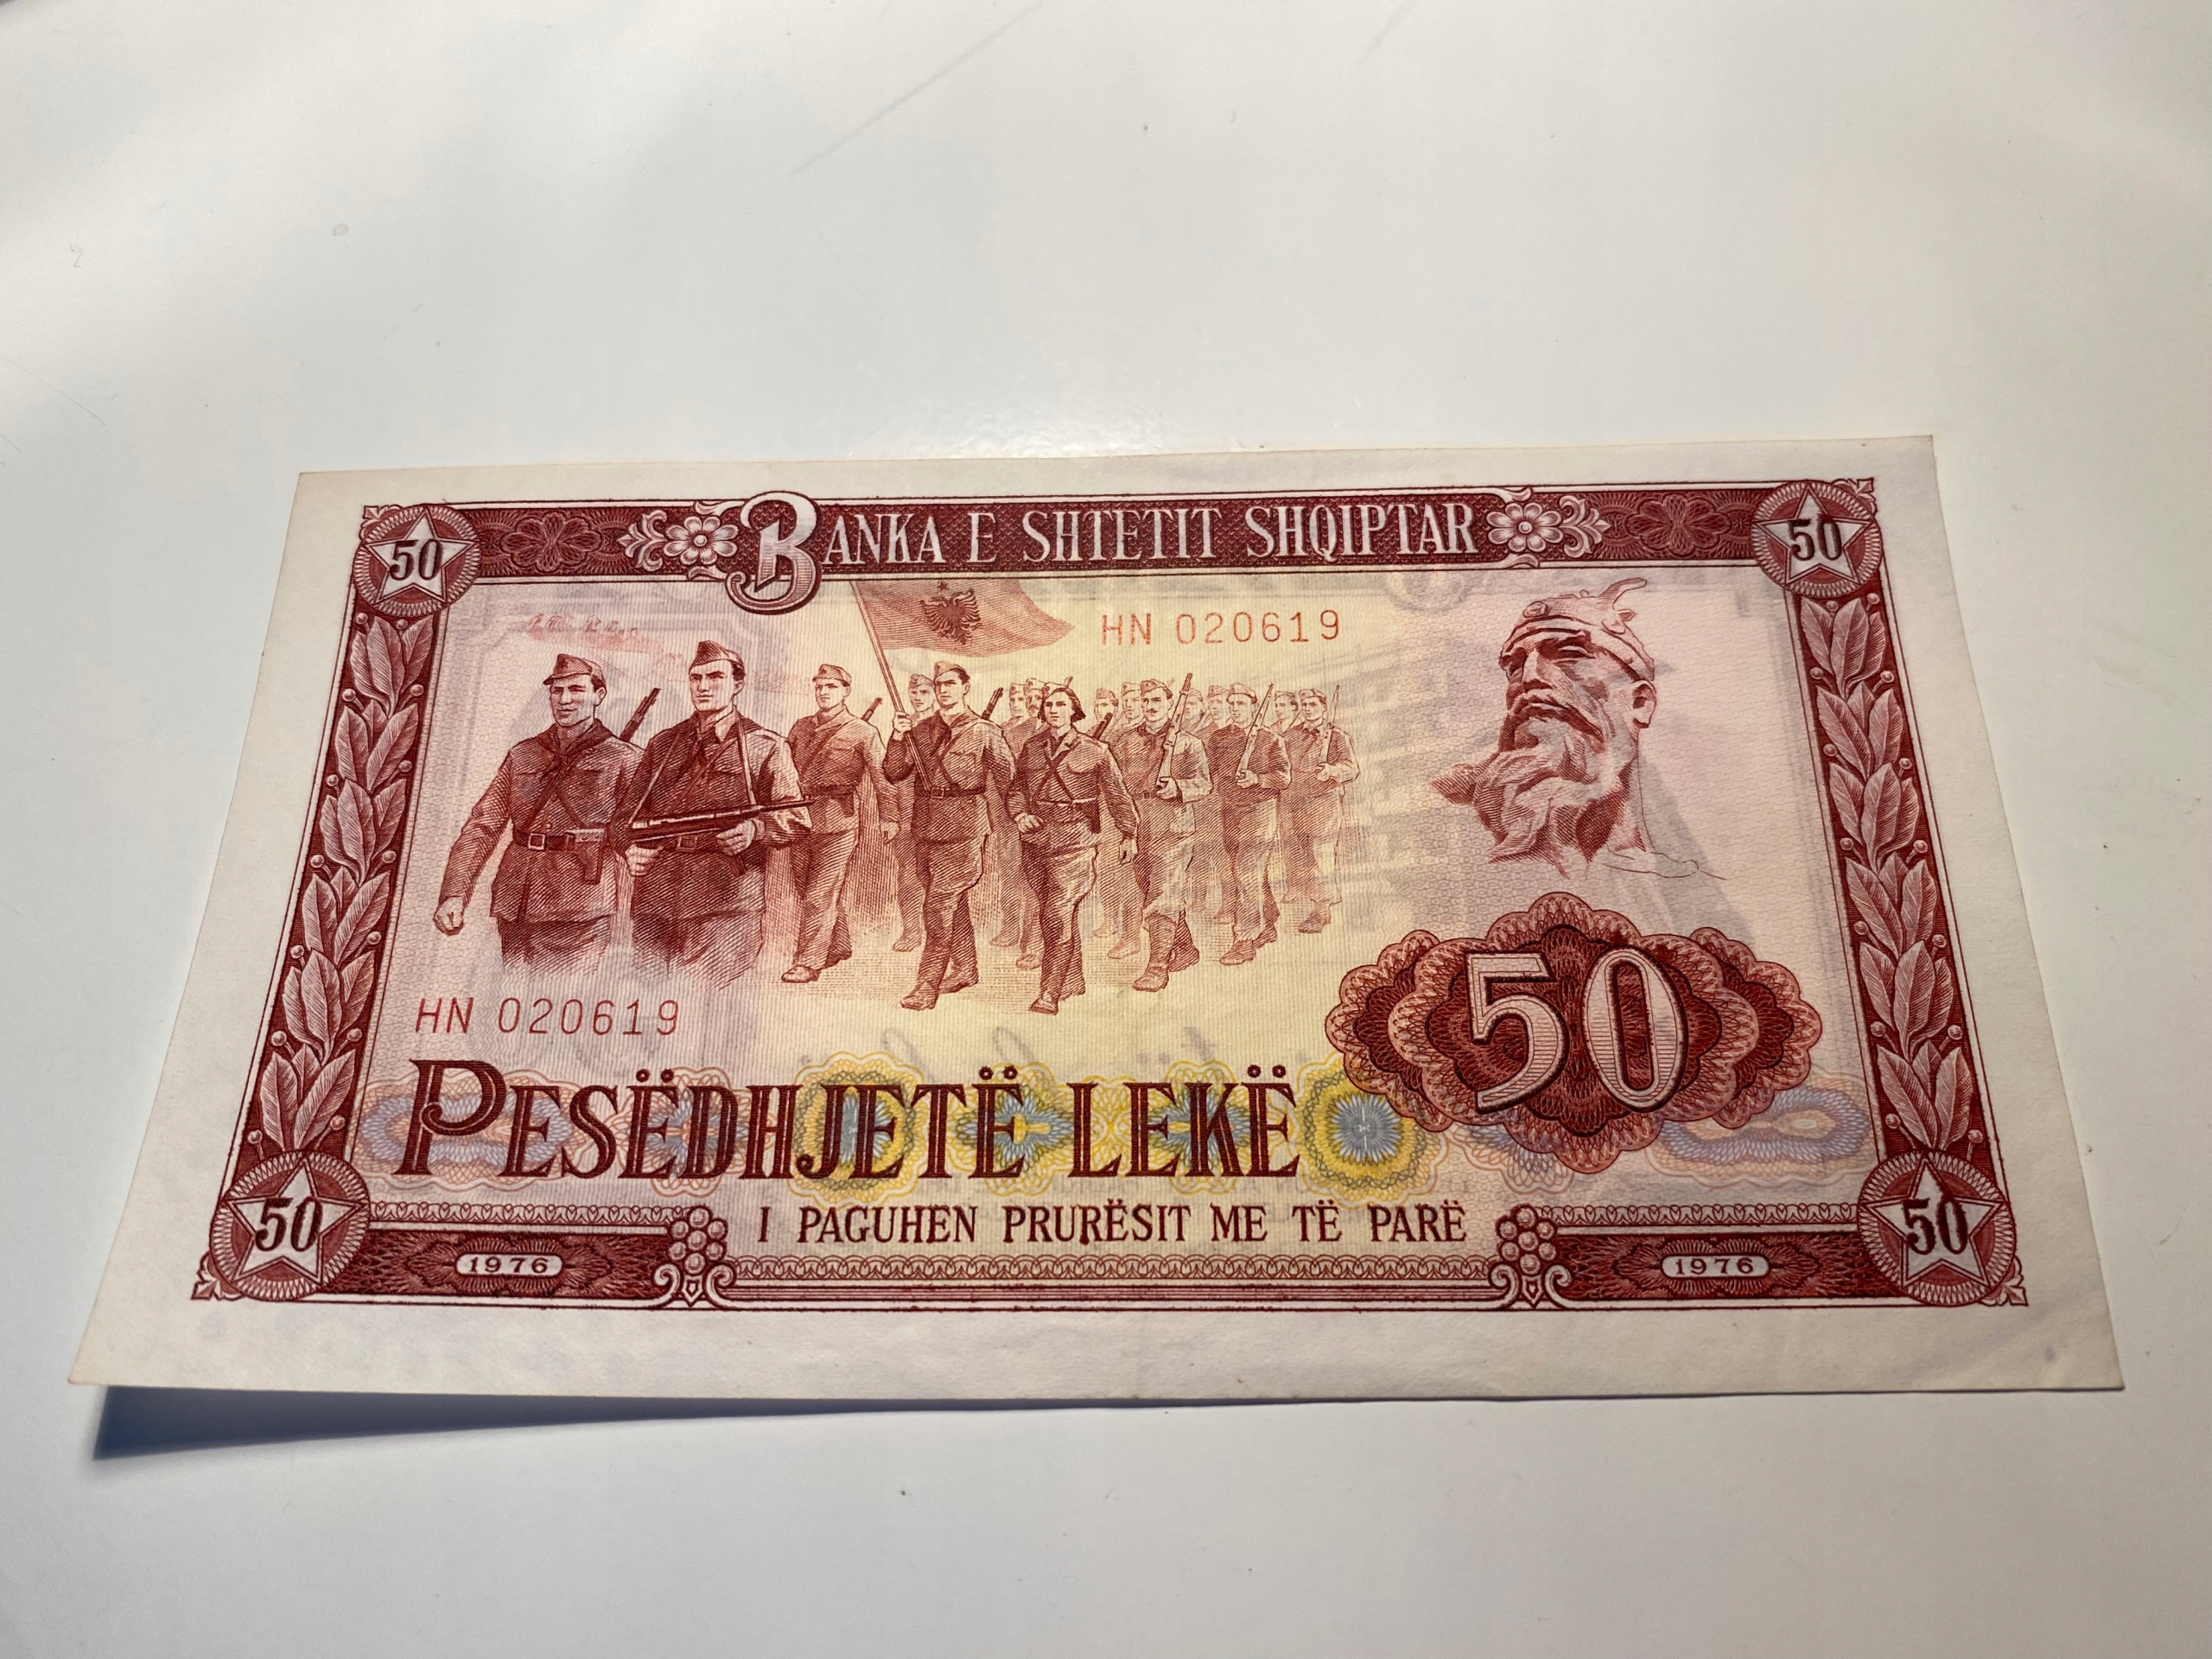 50
BANKA E SHTETIT SHQIPTAR
50
HN 020619
HN 020619
50
PESËDHJETË LEKË
I PAGUHEN PRURËSIT ME TË PARË
50
1976
1976
50